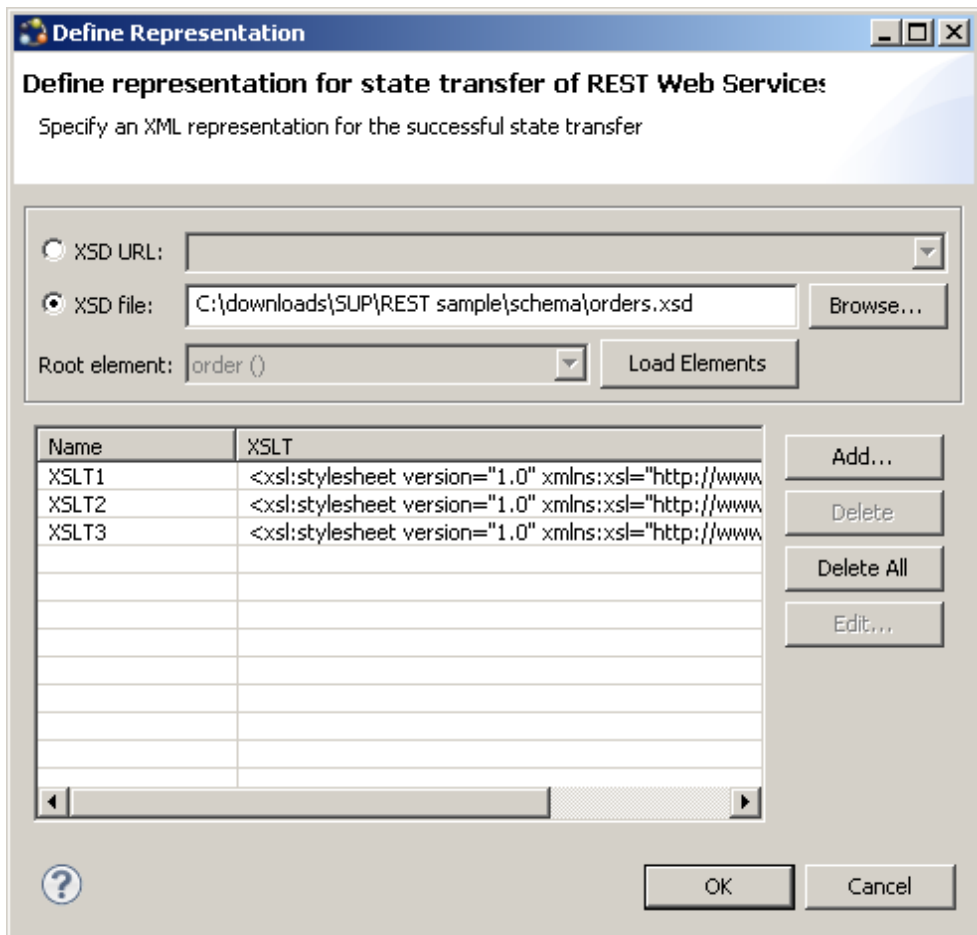 Define Representation
Define representation for state transfer of REST Web Services
Specify an XML representation for the successful state transfer
XSD URL:
XSD file: C:\downloads\SUP\REST sample\schema\orders.xsd Browse...
Root element: order () Load Elements
Name XSLT
XSLT1 <xsl:stylesheet version="1.0" xmlns:xsl="http://www
XSLT2 <xsl:stylesheet version="1.0" xmlns:xsl="http://www
XSLT3 <xsl:stylesheet version="1.0" xmlns:xsl="http://www
Add...
Delete
Delete All
Edit...
? OK Cancel